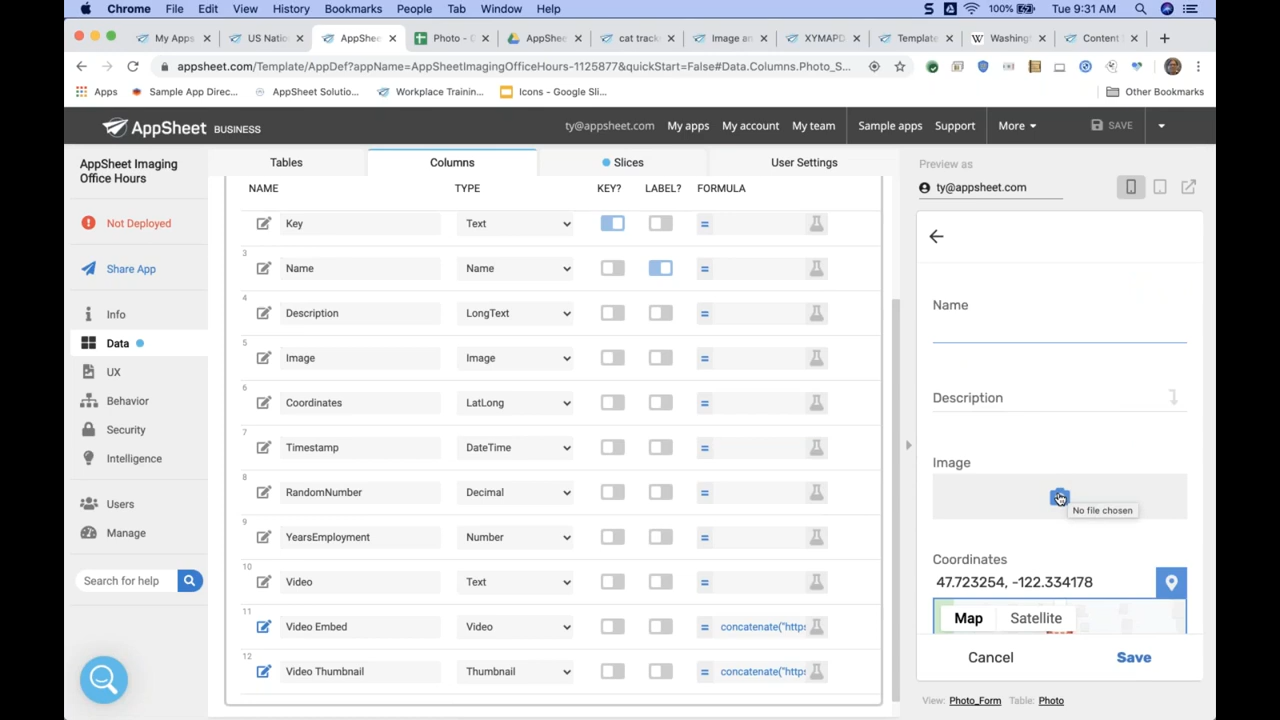 Chrome File Edit View History Bookmarks People Tab Window Help 100% Tue 9:31 AM
My Apps US Natio AppShee Photo - G AppShee cat track Image an XYMAPD Template Washing Content
appsheet.com/Template/AppDef?appName=AppSheetImagingOfficeHours-1125877&quickStart=False#Data.Columns.Photo_S...
Apps Sample App Direc... AppSheet Solutio... Workplace Trainin... Icons - Google Sli... Other Bookmarks
AppSheet BUSINESS ty@appsheet.com My apps My account My team Sample apps Support More SAVE
AppSheet Imaging
Office Hours
Not Deployed
Share App
Info
Data
UX
Behavior
Security
Intelligence
Users
Manage
Search for help
Tables Columns Slices User Settings
NAME TYPE KEY? LABEL? FORMULA
Key Text =
3 Name Name =
4 Description LongText =
5 Image Image =
6 Coordinates LatLong =
7 Timestamp DateTime =
8 RandomNumber Decimal =
9 YearsEmployment Number =
10 Video Text =
11 Video Embed Video = concatenate("https
12 Video Thumbnail Thumbnail = concatenate("https
Preview as
ty@appsheet.com
Name
Description
Image
No file chosen
Coordinates
47.723254, -122.334178
Map Satellite
Cancel Save
View: Photo_Form Table: Photo